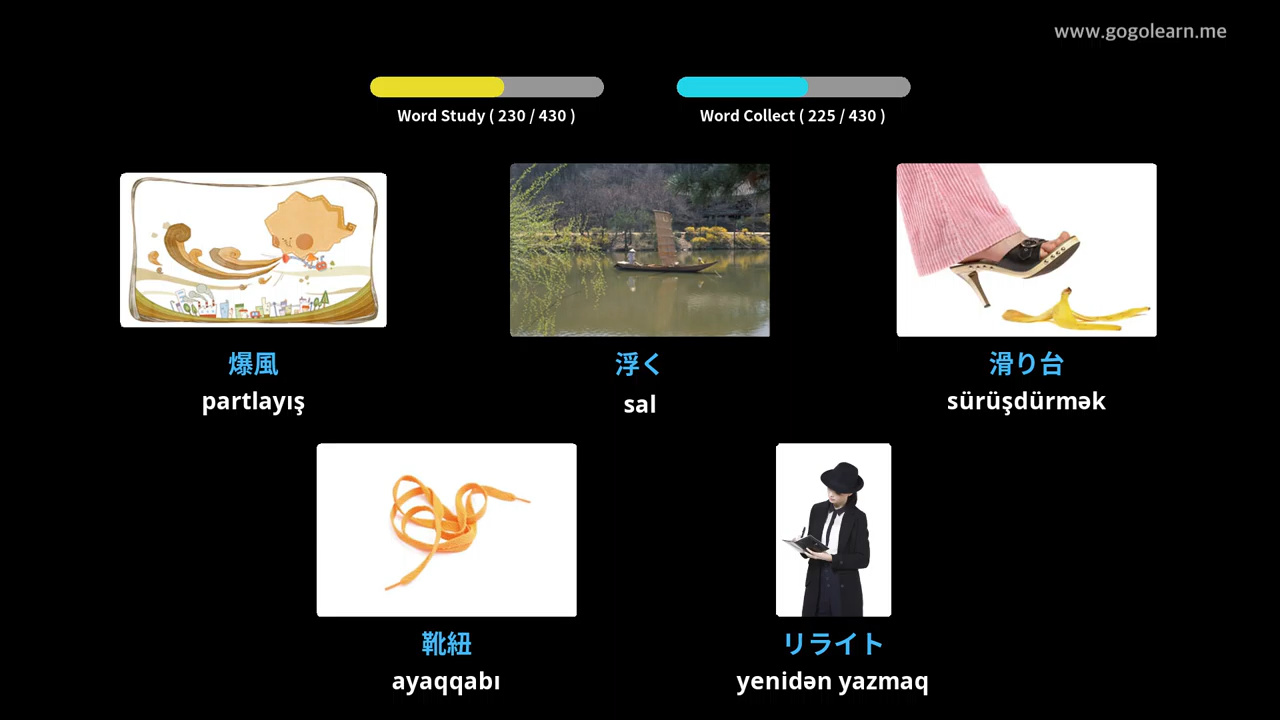 www.gogolearn.me
Word Study ( 230 / 430 )
Word Collect ( 225 / 430 )
爆風
partlayış
浮く
sal
滑り台
sürüşdürmək
靴紐
ayaqqabı
リライト
yenidən yazmaq